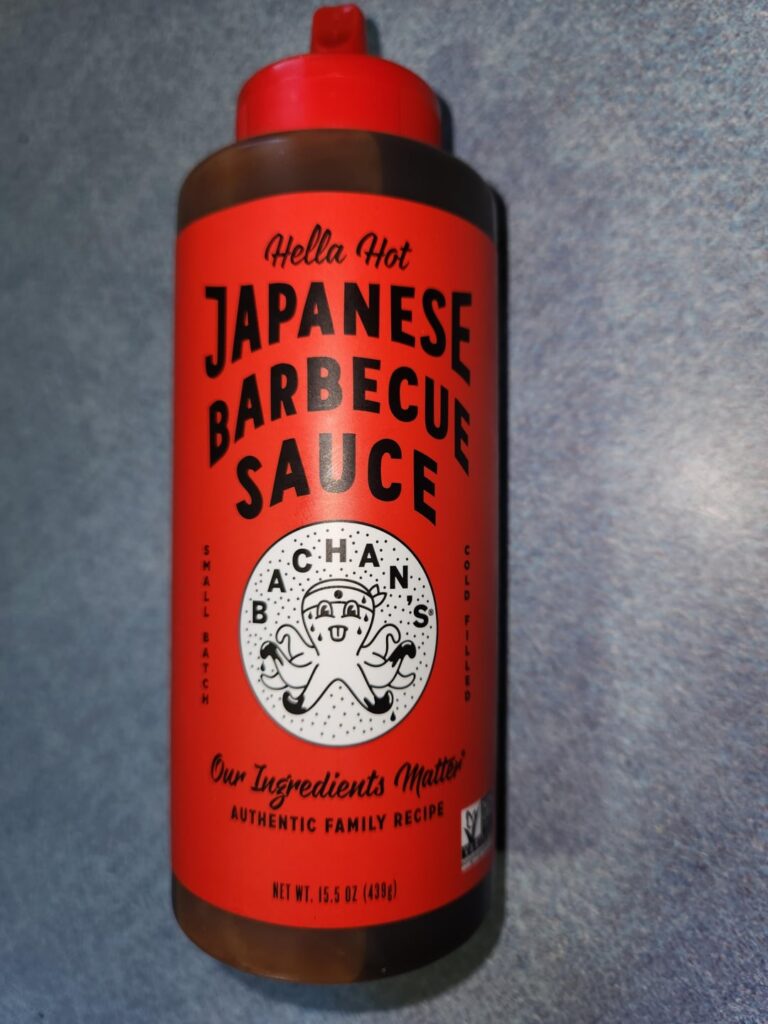 Hella Hot
JAPANESE
BARBECUE
SAUCE
SMALL BATCH
BACHAN'S®
COLD FILLED
Our Ingredients Matter®
AUTHENTIC FAMILY RECIPE
NET WT. 15.5 OZ (439g)